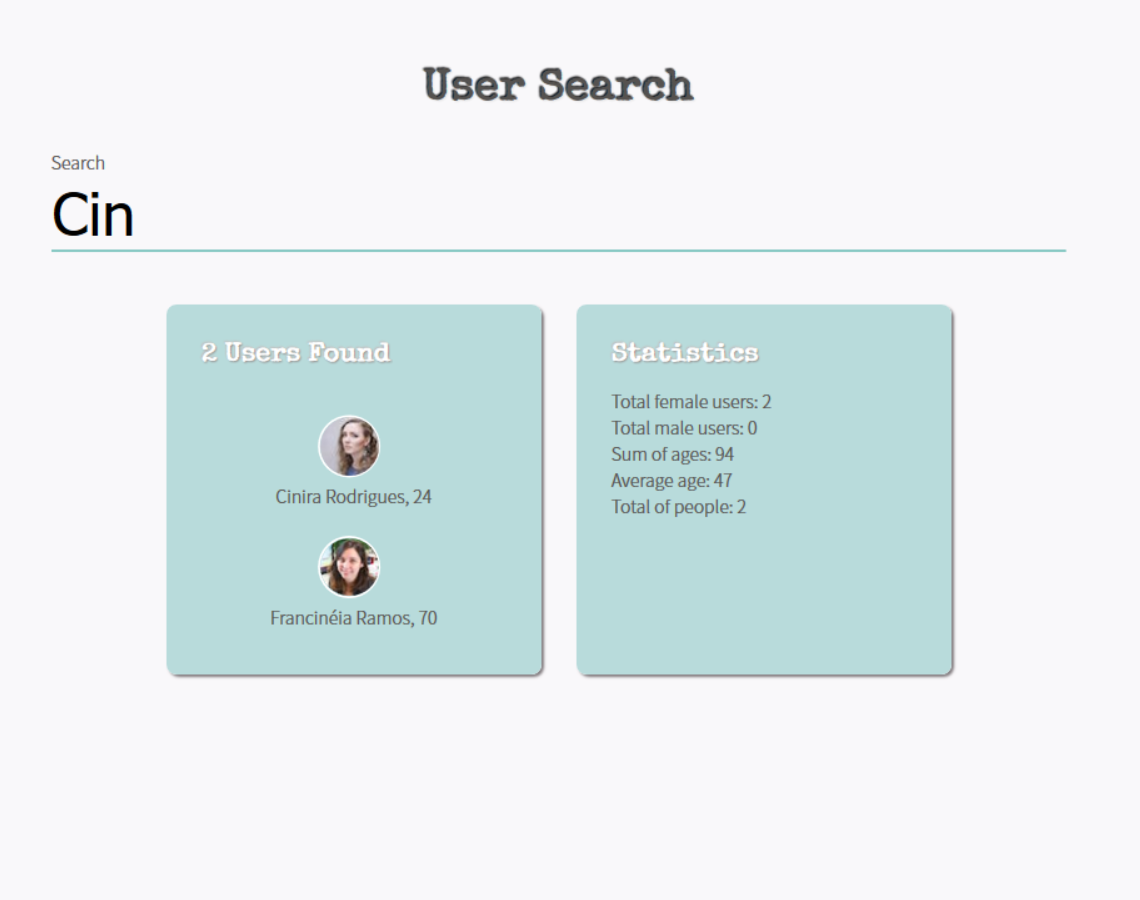 User Search
Search
Cin
2 Users Found
Cinira Rodrigues, 24
Francinéia Ramos, 70
Statistics
Total female users: 2
Total male users: 0
Sum of ages: 94
Average age: 47
Total of people: 2